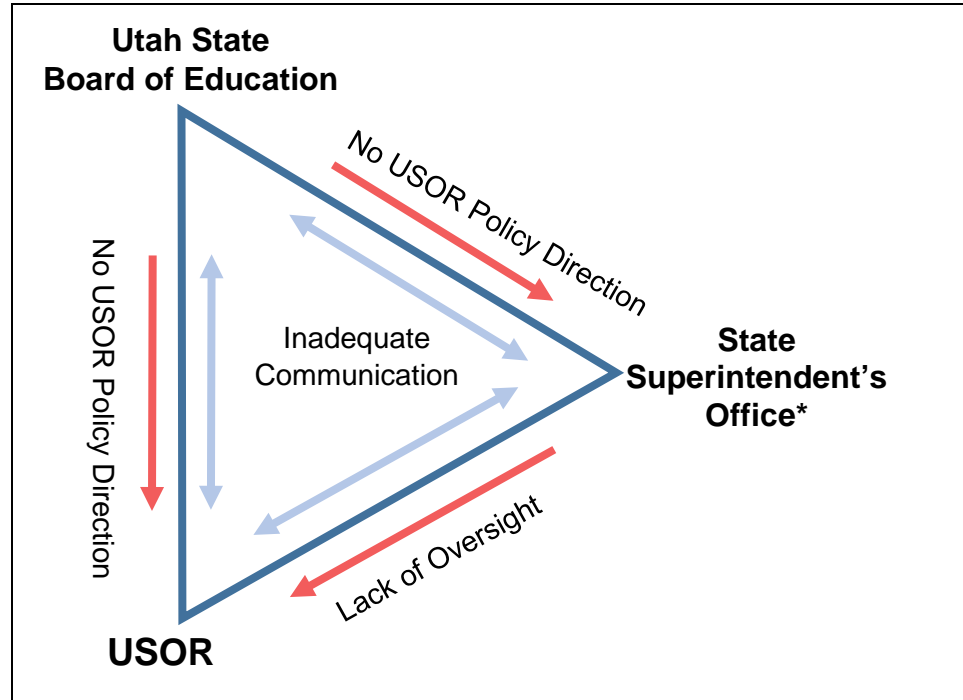 Utah State
Board of Education
No USOR Policy Direction
No USOR Policy Direction
Inadequate
Communication
State
Superintendent’s
Office*
Lack of Oversight
USOR